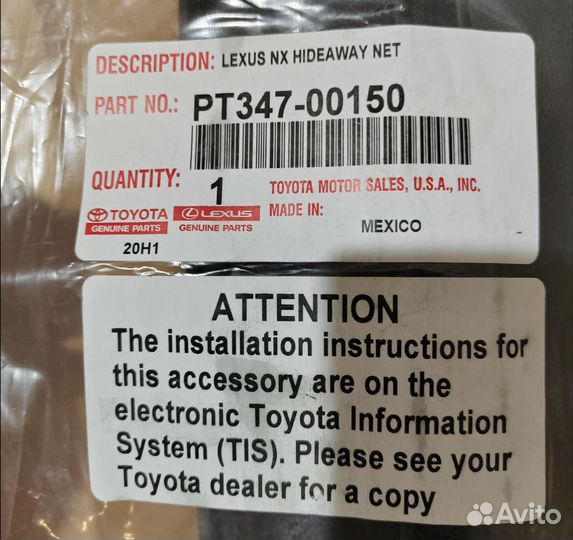 DESCRIPTION: LEXUS NX HIDEAWAY NET
PART NO.: PT347-00150
QUANTITY: 1 TOYOTA MOTOR SALES, U.S.A., INC.
TOYOTA LEXUS MADE IN: MEXICO
GENUINE PARTS GENUINE PARTS
20H1
ATTENTION
The installation instructions for
this accessory are on the
electronic Toyota Information
System (TIS). Please see your
Toyota dealer for a copy
Avito